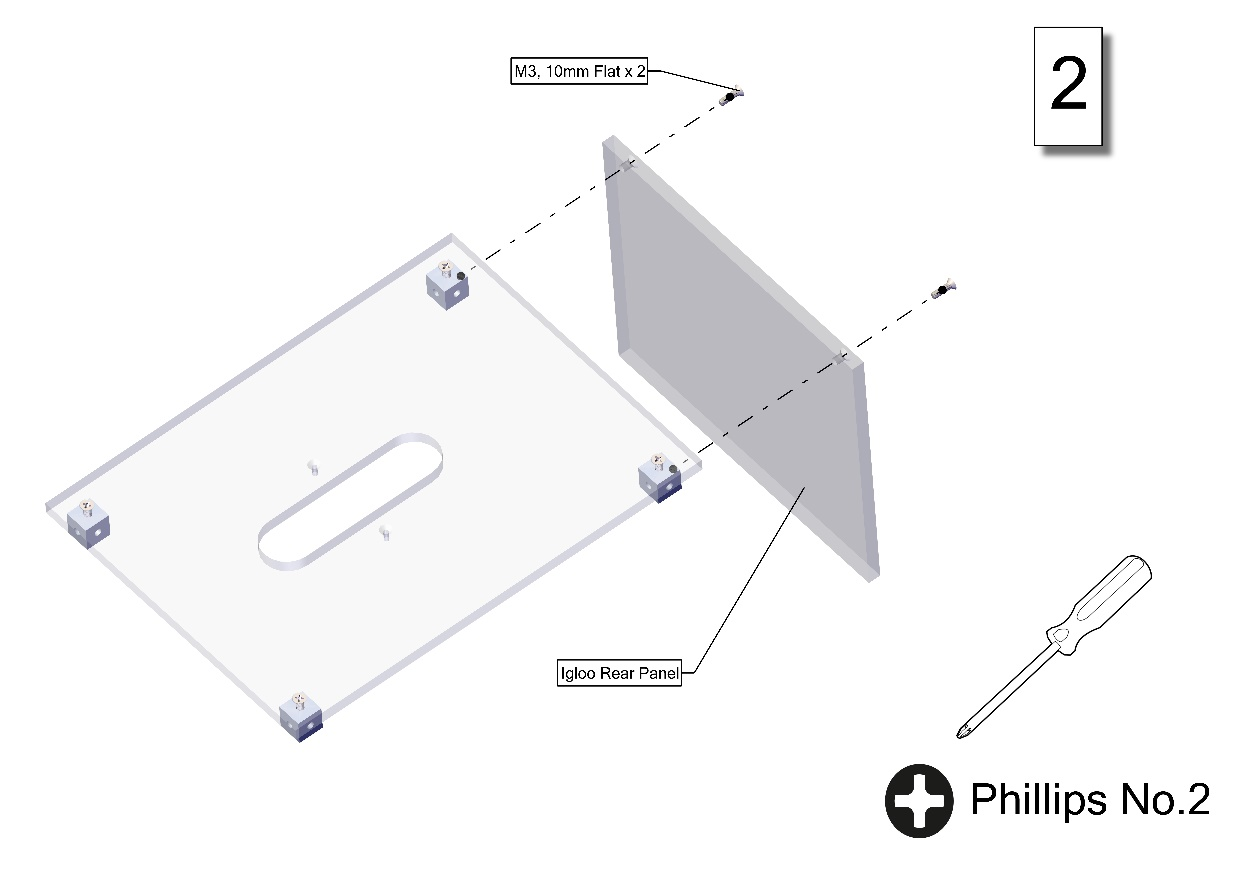 M3, 10mm Flat x 2
2
Igloo Rear Panel
Phillips No.2